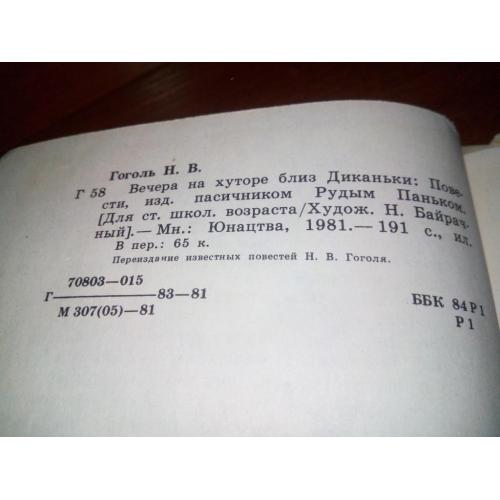 Гоголь Н. В.
Г 58 Вечера на хуторе близ Диканьки: Пове-
сти, изд. пасичником Рудым Паньком.
[Для ст. школ. возраста/Худож. Н. Байрач-
ный].— Мн.: Юнацтва, 1981.— 191 с., ил.
В пер.: 65 к.
Переиздание известных повестей Н. В. Гоголя.
70803—015
Г————83—81
М 307(05)—81
ББК 84Р1
Р1